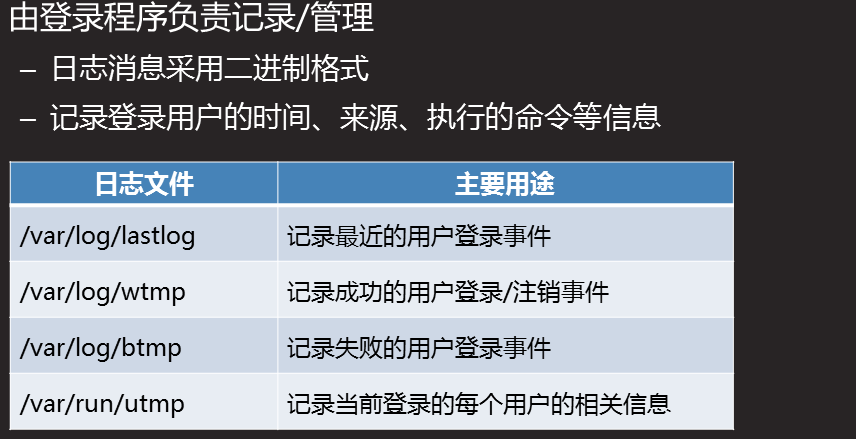 由登录程序负责记录/管理
– 日志消息采用二进制格式
– 记录登录用户的时间、来源、执行的命令等信息
日志文件 主要用途
/var/log/lastlog 记录最近的用户登录事件
/var/log/wtmp 记录成功的用户登录/注销事件
/var/log/btmp 记录失败的用户登录事件
/var/run/utmp 记录当前登录的每个用户的相关信息